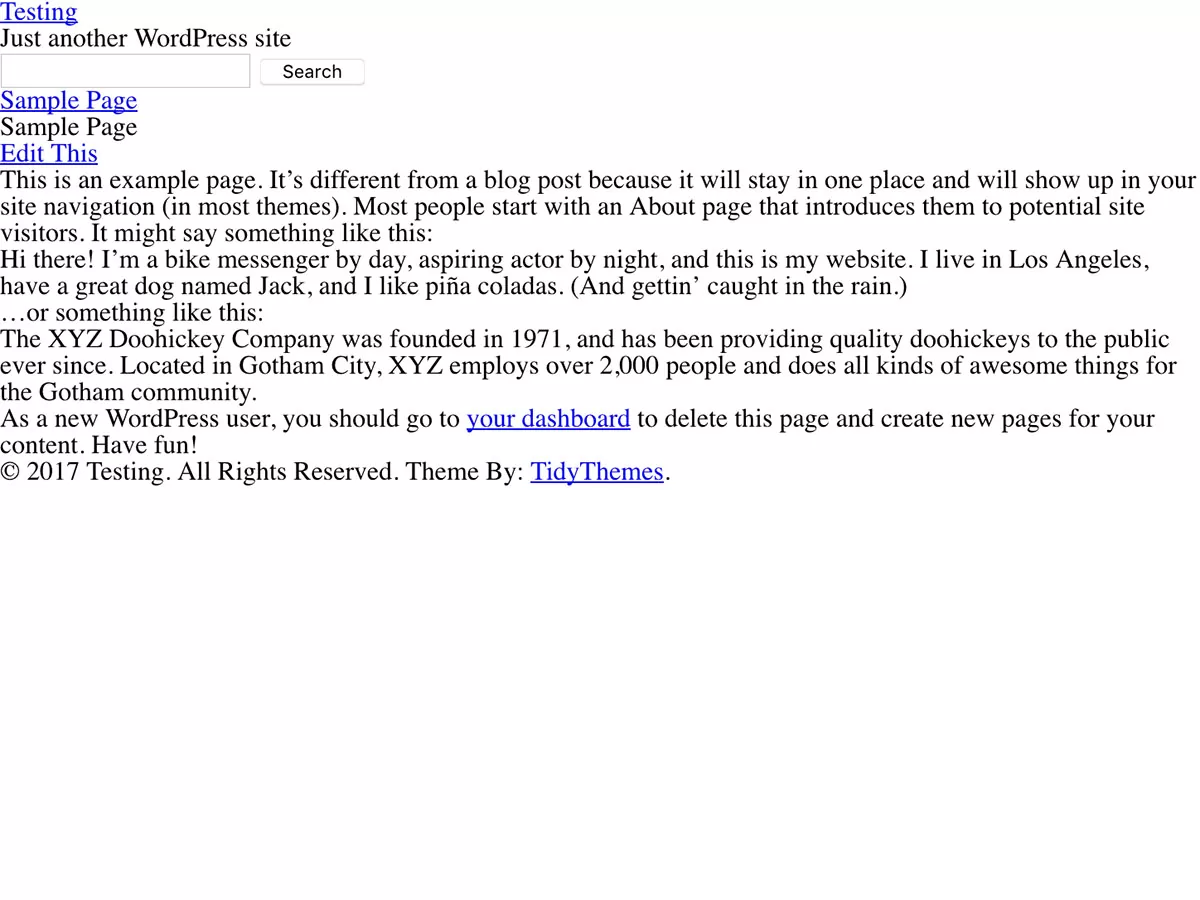 Testing
Just another WordPress site
Search
Sample Page
Sample Page
Edit This
This is an example page. It’s different from a blog post because it will stay in one place and will show up in your
site navigation (in most themes). Most people start with an About page that introduces them to potential site
visitors. It might say something like this:
Hi there! I’m a bike messenger by day, aspiring actor by night, and this is my website. I live in Los Angeles,
have a great dog named Jack, and I like piña coladas. (And gettin’ caught in the rain.)
…or something like this:
The XYZ Doohickey Company was founded in 1971, and has been providing quality doohickeys to the public
ever since. Located in Gotham City, XYZ employs over 2,000 people and does all kinds of awesome things for
the Gotham community.
As a new WordPress user, you should go to your dashboard to delete this page and create new pages for your
content. Have fun!
© 2017 Testing. All Rights Reserved. Theme By: TidyThemes.